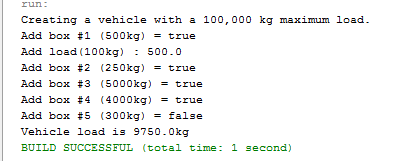 run:
Creating a vehicle with a 100,000 kg maximum load.
Add box #1 (500kg) = true
Add load(100kg) : 500.0
Add box #2 (250kg) = true
Add box #3 (5000kg) = true
Add box #4 (4000kg) = true
Add box #5 (300kg) = false
Vehicle load is 9750.0kg
BUILD SUCCESSFUL (total time: 1 second)